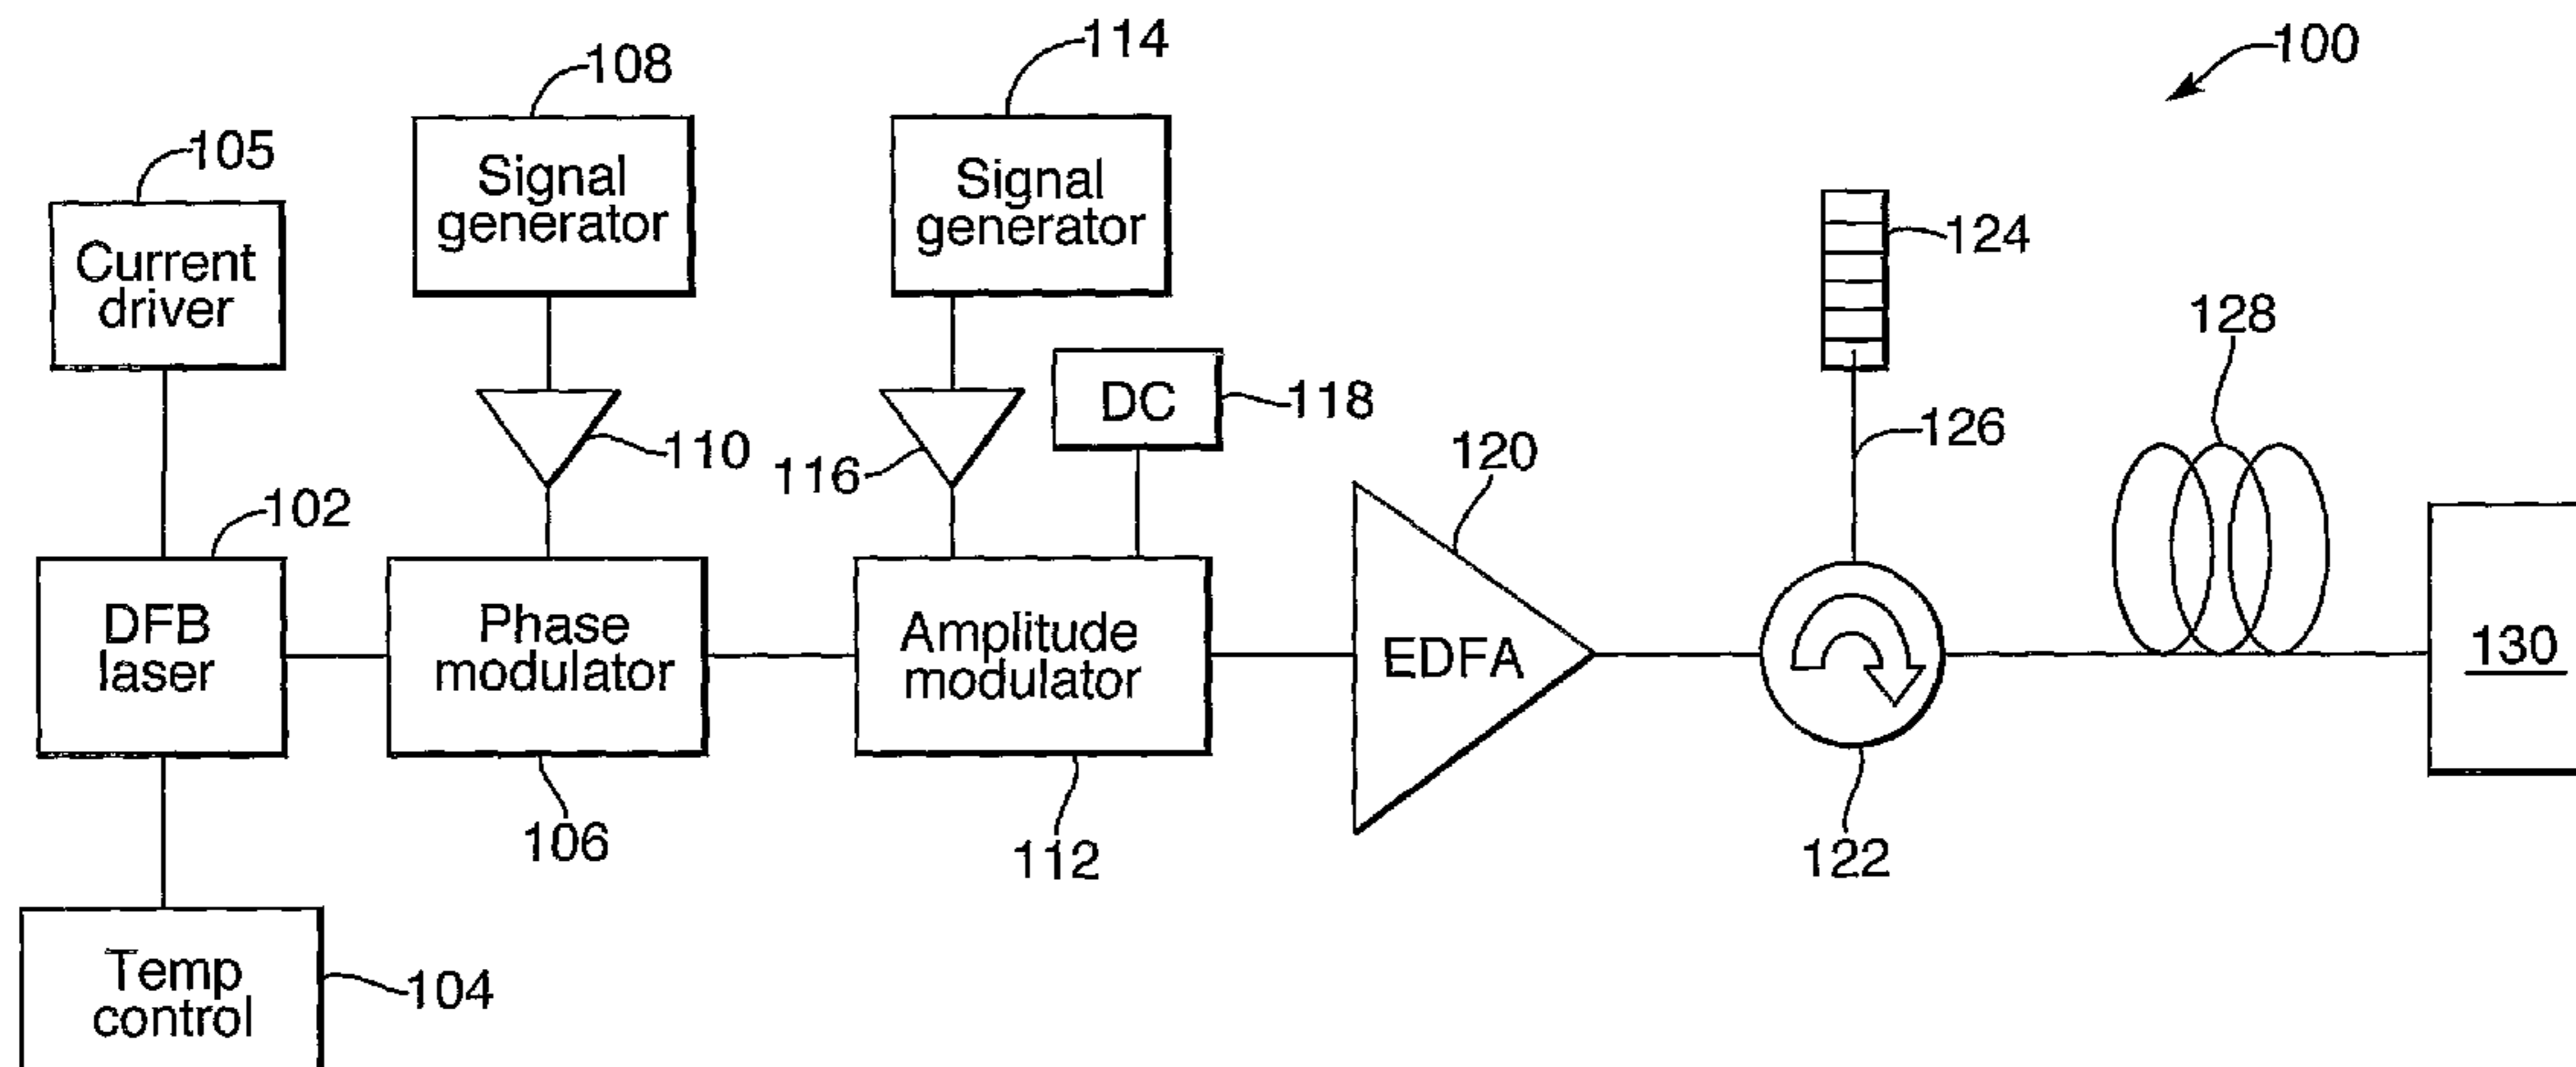 114
100
108
105
Signal
generator
Signal
generator
124
Current
driver
128
DC
118
126
110
116
120
102
DFB
laser
Phase
modulator
Amplitude
modulator
EDFA
130
106
112
122
Temp
control
104